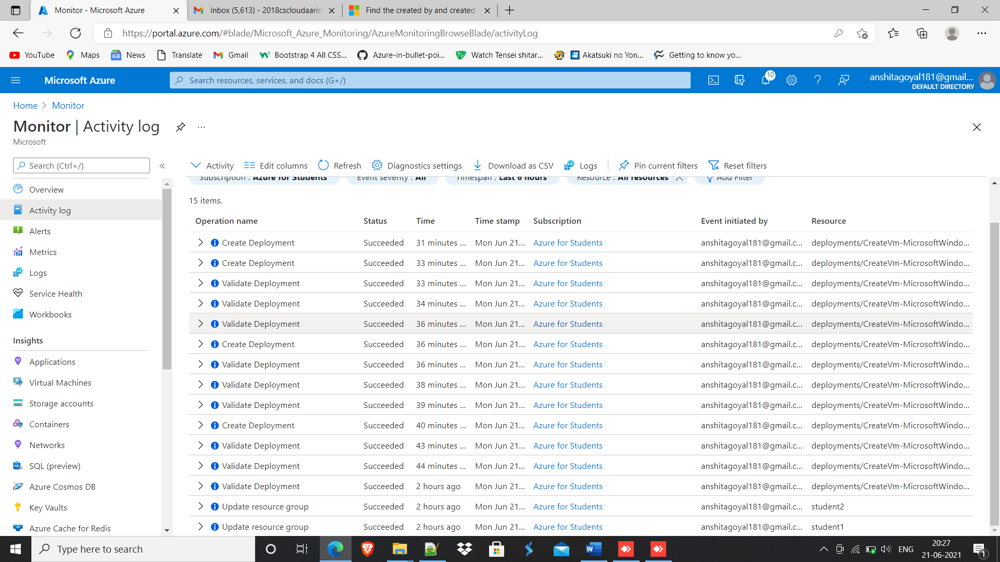 Monitor - Microsoft Azure
Inbox (5,613) - 2018cscloudaarish
Find the created by and created
https://portal.azure.com/#blade/Microsoft_Azure_Monitoring/AzureMonitoringBrowseBlade/activityLog
YouTube Maps News Translate Gmail Bootstrap 4 All CSS... Azure-in-bullet-poi... Watch Tensei shitar... Akatsuki no Yon... Getting to know yo...
Microsoft Azure
Search resources, services, and docs (G+/)
10
anshitagoyal181@gmail...
DEFAULT DIRECTORY
Home > Monitor
Monitor | Activity log
Microsoft
Search (Ctrl+/)
Overview
Activity log
Alerts
Metrics
Logs
Service Health
Workbooks
Insights
Applications
Virtual Machines
Storage accounts
Containers
Networks
SQL (preview)
Azure Cosmos DB
Key Vaults
Azure Cache for Redis
Activity Edit columns Refresh Diagnostics settings Download as CSV Logs Pin current filters Reset filters
Subscription : Azure for Students Event severity : All Timespan : Last 6 hours Resource : All resources Add Filter
15 items.
Operation name Status Time Time stamp Subscription Event initiated by Resource
Create Deployment Succeeded 31 minutes ... Mon Jun 21... Azure for Students anshitagoyal181@gmail.c... deployments/CreateVm-MicrosoftWindo...
Create Deployment Succeeded 33 minutes ... Mon Jun 21... Azure for Students anshitagoyal181@gmail.c... deployments/CreateVm-MicrosoftWindo...
Validate Deployment Succeeded 33 minutes ... Mon Jun 21... Azure for Students anshitagoyal181@gmail.c... deployments/CreateVm-MicrosoftWindo...
Validate Deployment Succeeded 34 minutes ... Mon Jun 21... Azure for Students anshitagoyal181@gmail.c... deployments/CreateVm-MicrosoftWindo...
Validate Deployment Succeeded 36 minutes ... Mon Jun 21... Azure for Students anshitagoyal181@gmail.c... deployments/CreateVm-MicrosoftWindo...
Create Deployment Succeeded 36 minutes ... Mon Jun 21... Azure for Students anshitagoyal181@gmail.c... deployments/CreateVm-MicrosoftWindo...
Validate Deployment Succeeded 36 minutes ... Mon Jun 21... Azure for Students anshitagoyal181@gmail.c... deployments/CreateVm-MicrosoftWindo...
Validate Deployment Succeeded 38 minutes ... Mon Jun 21... Azure for Students anshitagoyal181@gmail.c... deployments/CreateVm-MicrosoftWindo...
Validate Deployment Succeeded 39 minutes ... Mon Jun 21... Azure for Students anshitagoyal181@gmail.c... deployments/CreateVm-MicrosoftWindo...
Create Deployment Succeeded 40 minutes ... Mon Jun 21... Azure for Students anshitagoyal181@gmail.c... deployments/CreateVm-MicrosoftWindo...
Validate Deployment Succeeded 43 minutes ... Mon Jun 21... Azure for Students anshitagoyal181@gmail.c... deployments/CreateVm-MicrosoftWindo...
Validate Deployment Succeeded 44 minutes ... Mon Jun 21... Azure for Students anshitagoyal181@gmail.c... deployments/CreateVm-MicrosoftWindo...
Validate Deployment Succeeded 2 hours ago Mon Jun 21... Azure for Students anshitagoyal181@gmail.c... deployments/CreateVm-MicrosoftWindo...
Update resource group Succeeded 2 hours ago Mon Jun 21... Azure for Students anshitagoyal181@gmail.c... student2
Update resource group Succeeded 2 hours ago Mon Jun 21... Azure for Students anshitagoyal181@gmail.c... student1
Type here to search
ENG
20:27
21-06-2021
1